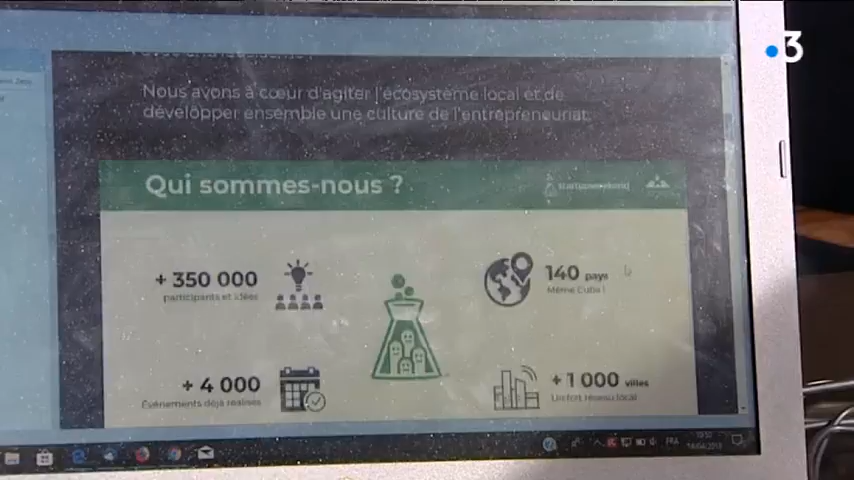 3
Nous avons à cœur d'agiter l'écosystème local et de
développer ensemble une culture de l'entrepreneuriat.
Qui sommes-nous ?
startupweekend
+ 350 000
participants et idées
140 pays
Même Cuba !
+ 4 000
Événements déjà réalisés
+ 1 000 villes
Un fort réseau local
FRA